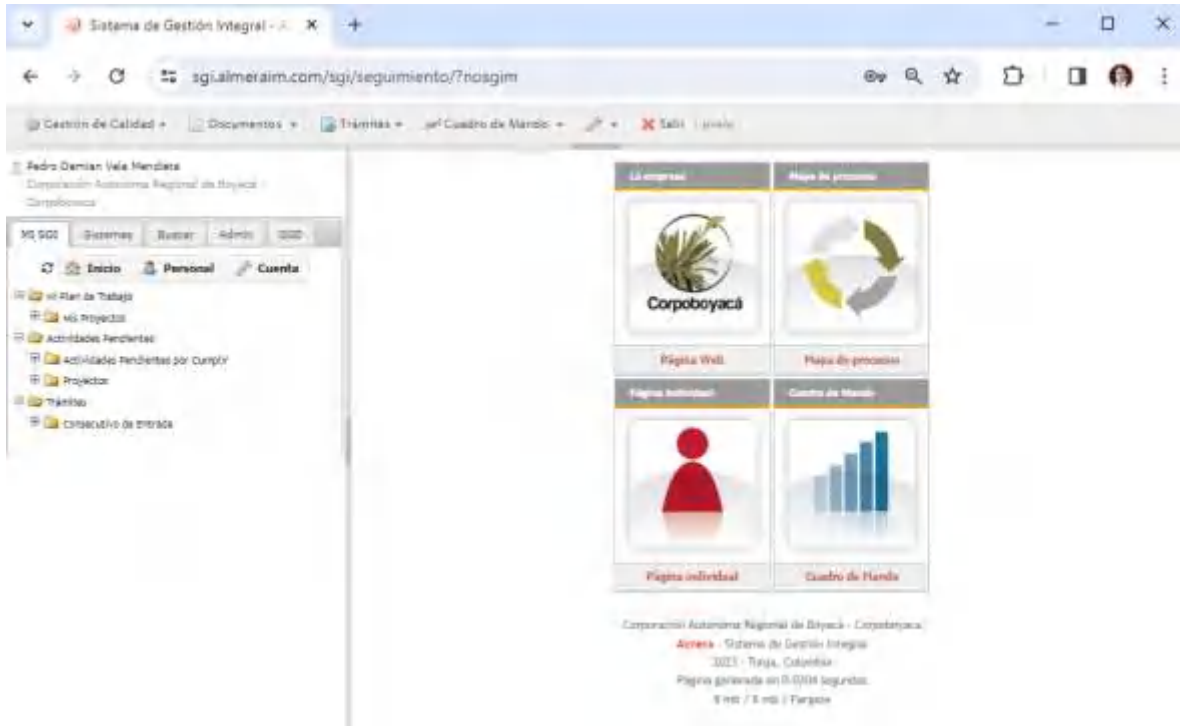 Sistema de Gestión Integral - A
sgi.almeraim.com/sgi/seguimiento/?nosgim
Gestión de Calidad
Documentos
Trámites
Cuadro de Mando
Salir
Pedro Damian Vela Mendieta
Corporación Autónoma Regional de Boyacá -
Corpoboyaca
Mi SGI
Sistemas
Buscar
Admin
Inicio
Personal
Cuenta
Mi Plan de Trabajo
Mis Proyectos
Actividades Pendientes
Actividades Pendientes por Cumplir
Proyectos
Trámites
Consecutivo de Entrada
La empresa
Mapa de procesos
Corpoboyacá
Página Web
Mapa de procesos
Página individual
Cuadro de Mando
Página individual
Cuadro de Mando
Corporación Autónoma Regional de Boyacá - Corpoboyaca
Almera - Sistema de Gestión Integral
Tunja, Colombia
Página generada en segundos